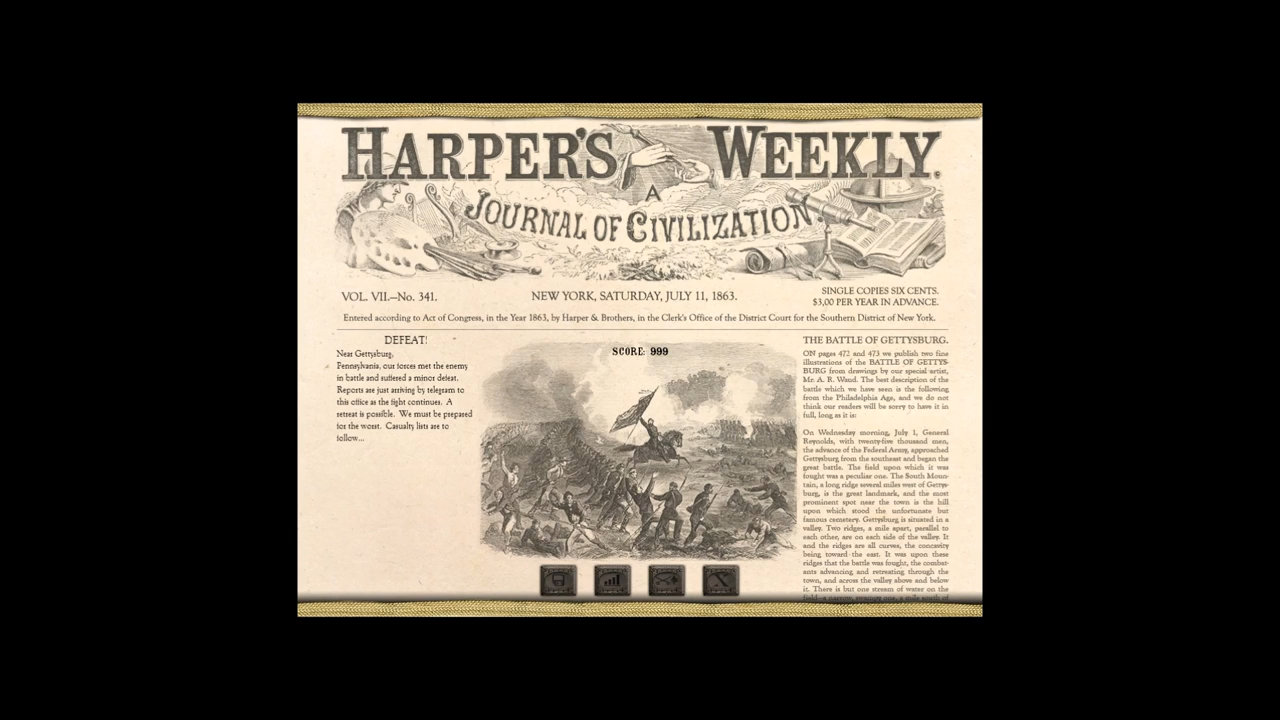 HARPER'S WEEKLY.
A
JOURNAL OF CIVILIZATION
VOL. VII.—No. 341.
NEW YORK, SATURDAY, JULY 11, 1863.
SINGLE COPIES SIX CENTS.
$3,00 PER YEAR IN ADVANCE.
Entered according to Act of Congress, in the Year 1863, by Harper & Brothers, in the Clerk's Office of the District Court for the Southern District of New York.
DEFEAT!
Near Gettysburg,
Pennsylvania, our forces met the enemy
in battle and suffered a minor defeat.
Reports are just arriving by telegram to
this office as the fight continues. A
retreat is possible. We must be prepared
for the worst. Casualty lists are to
follow...
SCORE: 999
THE BATTLE OF GETTYSBURG.
ON pages 472 and 473 we publish two fine
illustrations of the BATTLE OF GETTYS-
BURG from drawings by our special artist,
Mr. A. R. Waud. The best description of the
battle which we have seen is the following
from the Philadelphia Age, and we do not
think our readers will be sorry to have it in
full, long as it is:
On Wednesday morning, July 1, General
Reynolds, with twenty-five thousand men,
the advance of the Federal Army, approached
Gettysburg from the southeast and began the
great battle. The field upon which it was
fought was a peculiar one. The South Moun-
tain, a long ridge several miles west of Gettys-
burg, is the great landmark, and the most
prominent spot near the town is the hill
upon which stood the unfortunate but
famous cemetery. Gettysburg is situated in a
valley. Two ridges, a mile apart, parallel to
each other, are on each side of the valley. It
and the ridges are all curves, the concavity
being toward the east. It was upon these
ridges that the battle was fought, the combat-
ants advancing and retreating through the
town, and across the valley above and below
it. There is but one stream of water on the
field—a narrow, swampy one, a mile south of